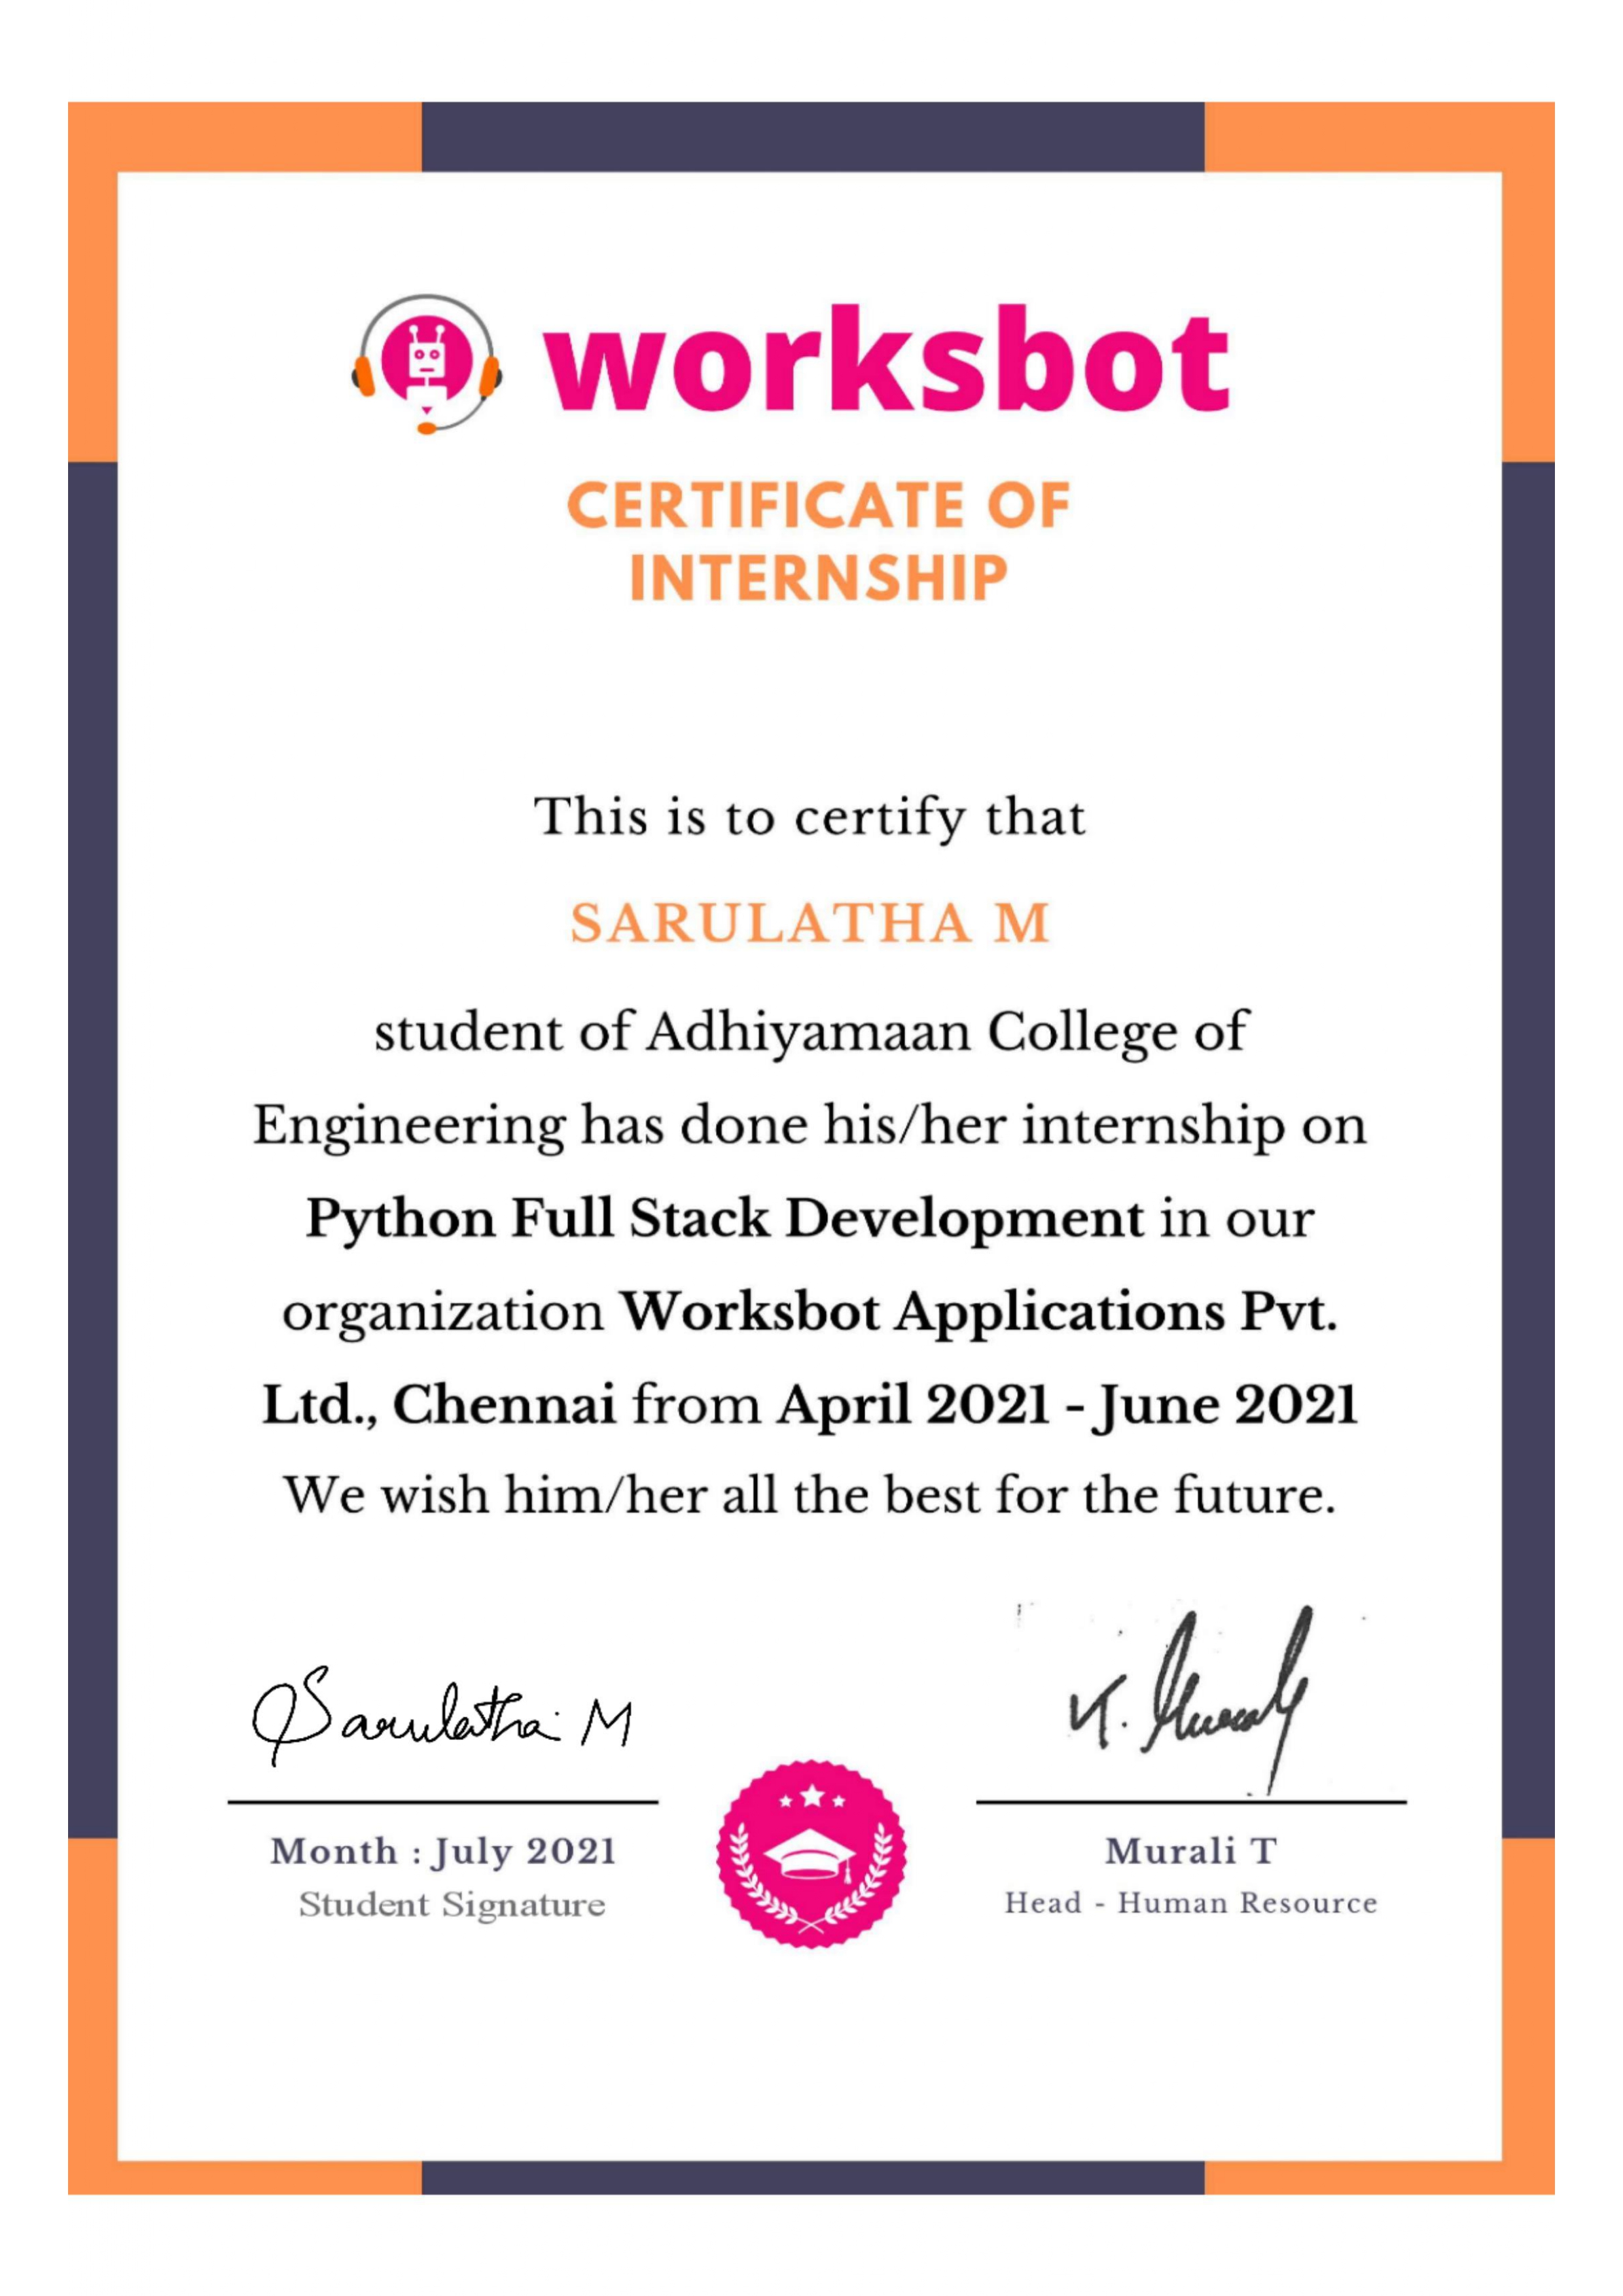 worksbot
CERTIFICATE OF
INTERNSHIP
This is to certify that
SARULATHA M
student of Adhiyamaan College of
Engineering has done his/her internship on
Python Full Stack Development in our
organization Worksbot Applications Pvt.
Ltd., Chennai from April 2021 - June 2021
We wish him/her all the best for the future.
Sarulatha M
T. Murali
Month : July 2021
Murali T
Student Signature
Head - Human Resource